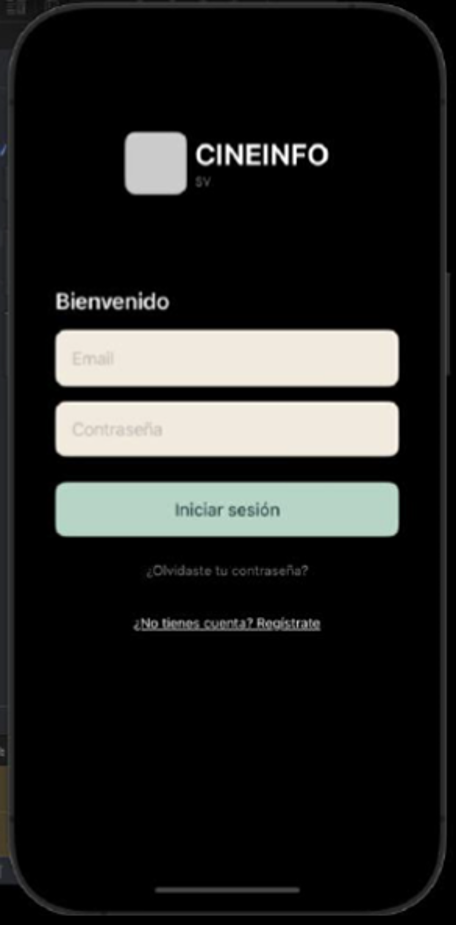 CINEINFO
SV
Bienvenido
Email
Contraseña
Iniciar sesión
¿Olvidaste tu contraseña?
¿No tienes cuenta? Regístrate